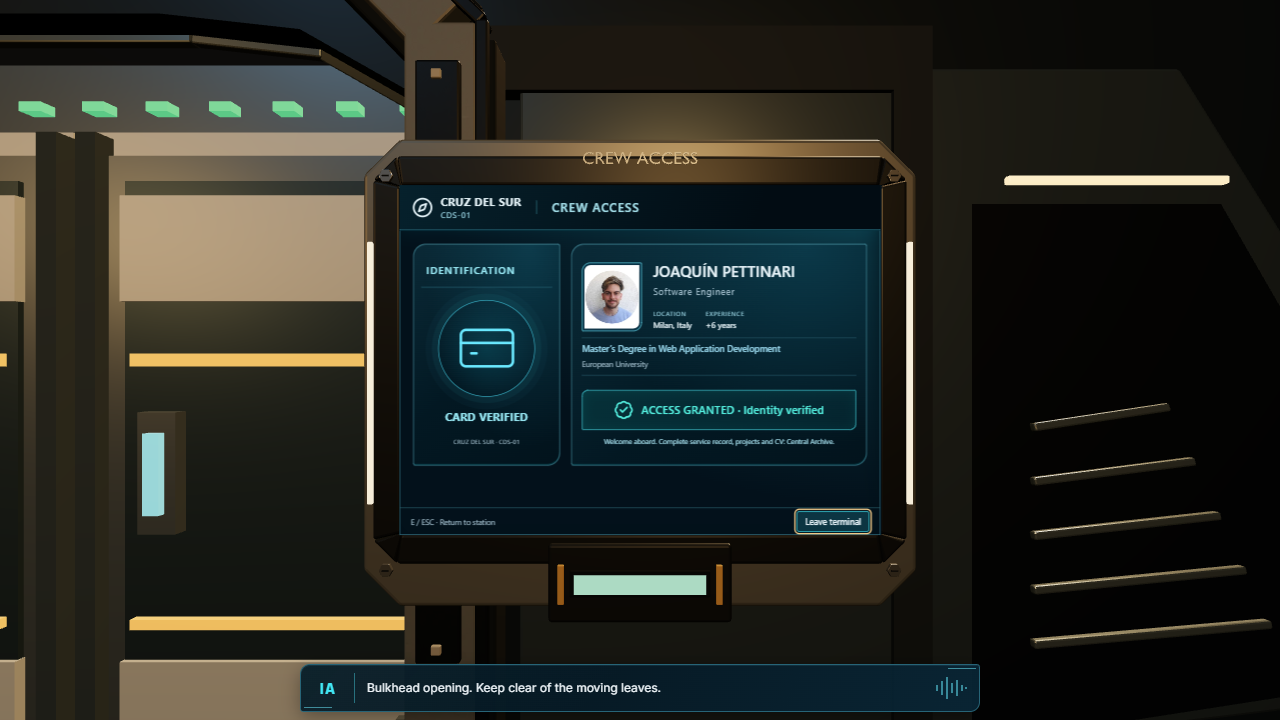 CREW ACCESS
CRUZ DEL SUR
CDS-01
CREW ACCESS
IDENTIFICATION
CARD VERIFIED
CRUZ DEL SUR · CDS-01
JOAQUÍN PETTINARI
Software Engineer
LOCATION EXPERIENCE
Milan, Italy +6 years
Master's Degree in Web Application Development
European University
ACCESS GRANTED · Identity verified
Welcome aboard. Complete service record, projects and CV: Central Archive.
E / ESC · Return to station
Leave terminal
IA
Bulkhead opening. Keep clear of the moving leaves.